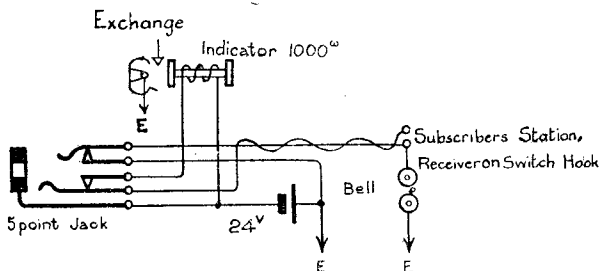 Exchange
Indicator 1000ω
E
Subscribers Station,
Receiver on Switch Hook
Bell
5 point Jack
24V
E
E